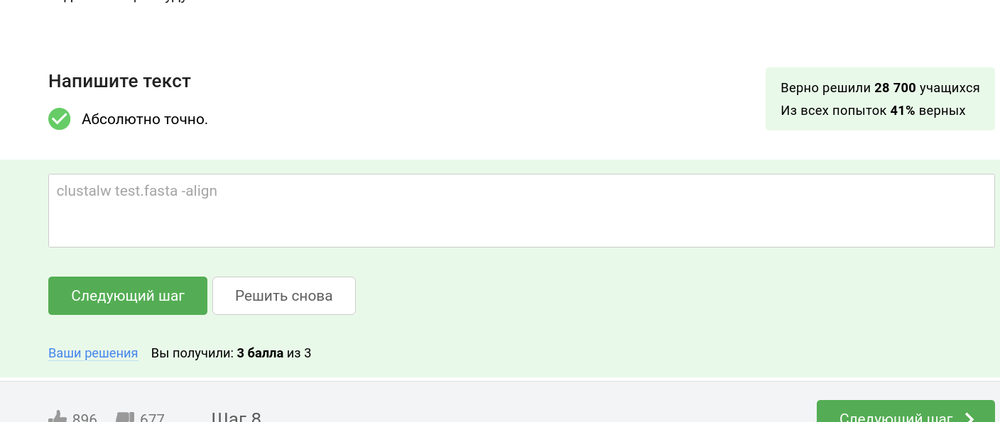 Напишите текст
Верно решили 28 700 учащихся
Из всех попыток 41% верных
Абсолютно точно.
clustalw test.fasta -align
Следующий шаг
Решить снова
Ваши решения Вы получили: 3 балла из 3
896 677 Шаг 8
Следующий шаг